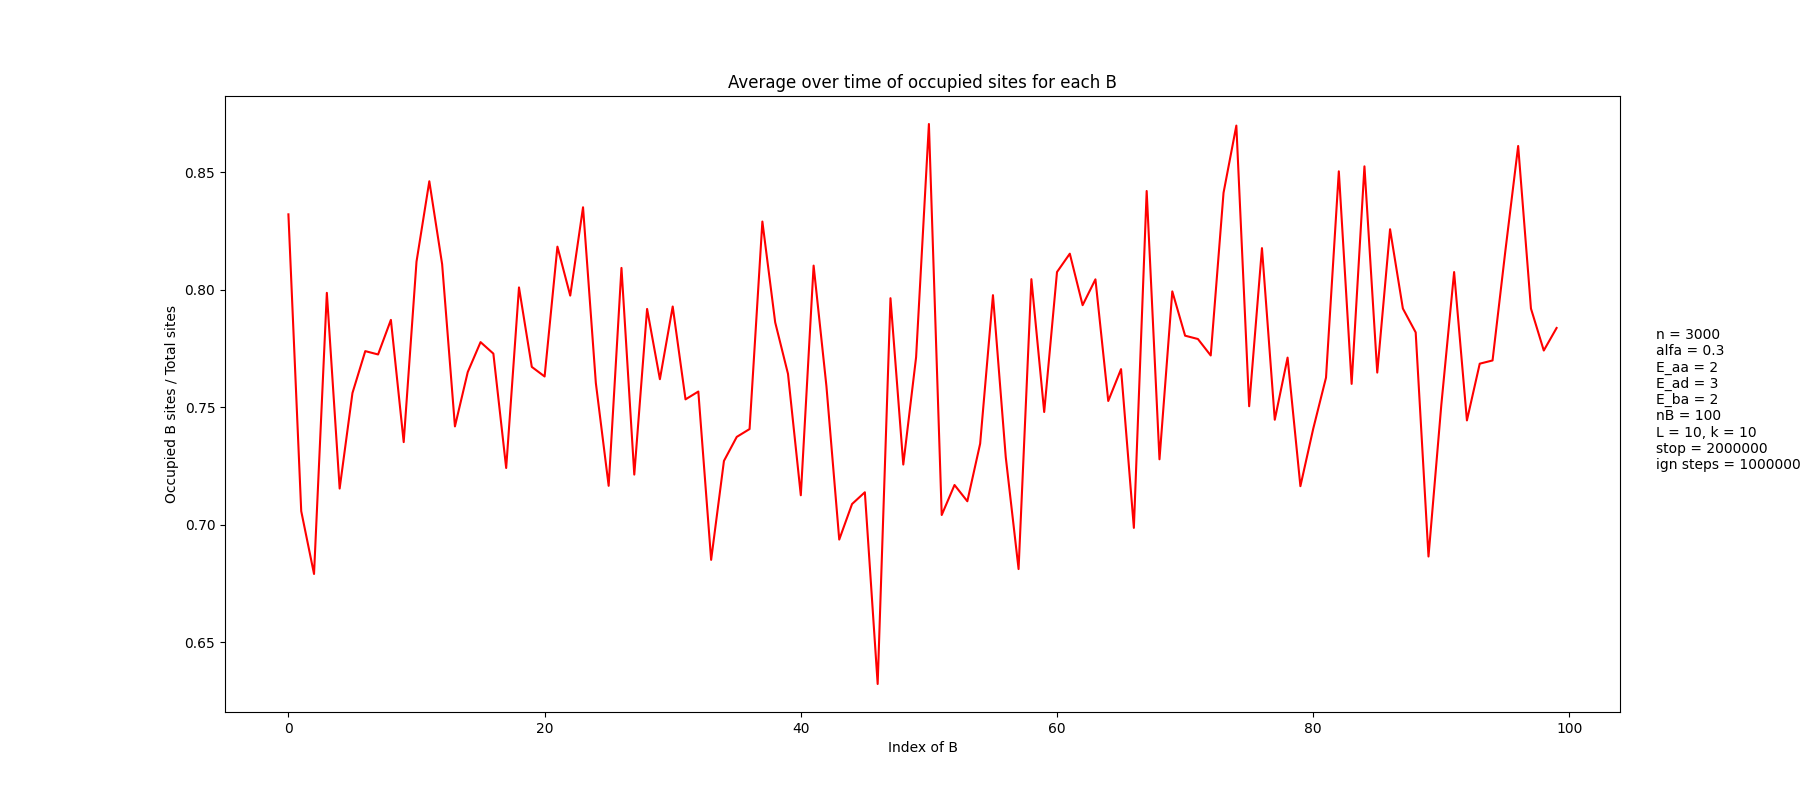 Average over time of occupied sites for each B
Occupied B sites / Total sites
0.85
0.80
0.75
0.70
0.65
0 20 40 60 80 100
Index of B
n = 3000
alfa = 0.3
E_aa = 2
E_ad = 3
E_ba = 2
nB = 100
L = 10, k = 10
stop = 2000000
ign steps = 1000000